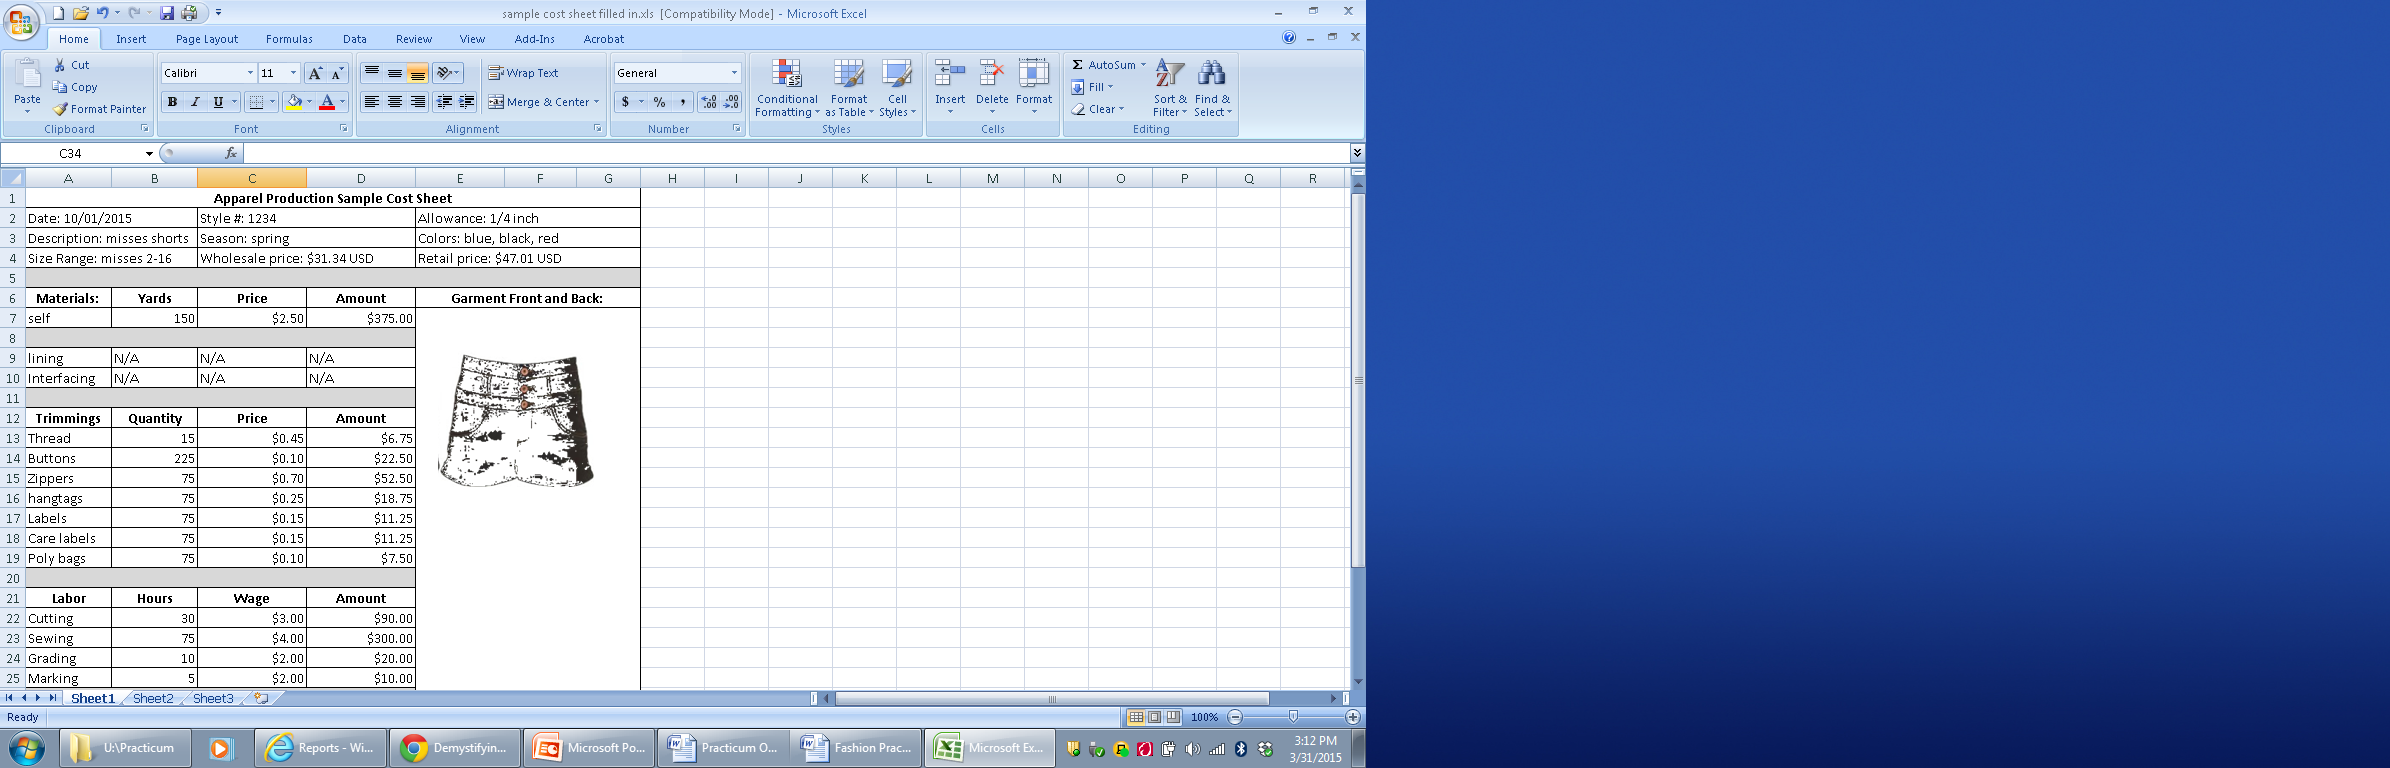 sample cost sheet filled in.xls [Compatibility Mode] - Microsoft Excel
Home Insert Page Layout Formulas Data Review View Add-Ins Acrobat
Paste Cut Copy Format Painter Clipboard
Calibri 11 B I U A Font
Wrap Text Merge & Center Alignment
General $ % , .00 .0 Number
Conditional Formatting Format as Table Cell Styles Styles
Insert Delete Format Cells
Σ AutoSum Fill Clear Sort & Filter Find & Select Editing
C34 fx
A B C D E F G H I J K L M N O P Q R
1 Apparel Production Sample Cost Sheet
2 Date: 10/01/2015 Style #: 1234 Allowance: 1/4 inch
3 Description: misses shorts Season: spring Colors: blue, black, red
4 Size Range: misses 2-16 Wholesale price: $31.34 USD Retail price: $47.01 USD
5
6 Materials: Yards Price Amount Garment Front and Back:
7 self 150 $2.50 $375.00
8
9 lining N/A N/A N/A
10 Interfacing N/A N/A N/A
11
12 Trimmings Quantity Price Amount
13 Thread 15 $0.45 $6.75
14 Buttons 225 $0.10 $22.50
15 Zippers 75 $0.70 $52.50
16 hangtags 75 $0.25 $18.75
17 Labels 75 $0.15 $11.25
18 Care labels 75 $0.15 $11.25
19 Poly bags 75 $0.10 $7.50
20
21 Labor Hours Wage Amount
22 Cutting 30 $3.00 $90.00
23 Sewing 75 $4.00 $300.00
24 Grading 10 $2.00 $20.00
25 Marking 5 $2.00 $10.00
Sheet1 Sheet2 Sheet3
Ready 100%
U:\Practicum Reports - Wi... Demystifyin... Microsoft Po... Practicum O... Fashion Prac... Microsoft Ex... 3:12 PM
3/31/2015